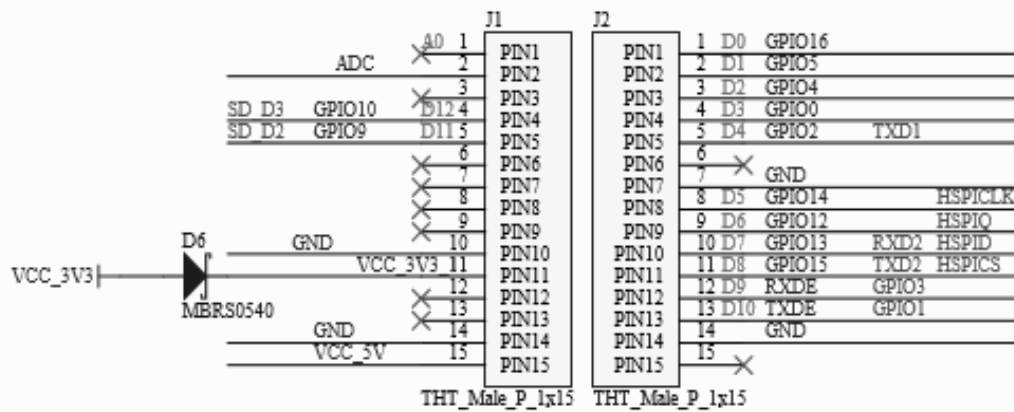 J1 J2
A0 1 PIN1 PIN1 1 D0 GPIO16
ADC 2 PIN2 PIN2 2 D1 GPIO5
3 PIN3 PIN3 3 D2 GPIO4
SD_D3 GPIO10 D12 4 PIN4 PIN4 4 D3 GPIO0
SD_D2 GPIO9 D11 5 PIN5 PIN5 5 D4 GPIO2 TXD1
6 PIN6 PIN6 6
7 PIN7 PIN7 7 GND
8 PIN8 PIN8 8 D5 GPIO14 HSPICLK
9 PIN9 PIN9 9 D6 GPIO12 HSPIQ
D6 GND 10 PIN10 PIN10 10 D7 GPIO13 RXD2 HSPID
VCC_3V3 VCC_3V3 11 PIN11 PIN11 11 D8 GPIO15 TXD2 HSPICS
12 PIN12 PIN12 12 D9 RXDE GPIO3
MBRS0540 13 PIN13 PIN13 13 D10 TXDE GPIO1
GND 14 PIN14 PIN14 14 GND
VCC_5V 15 PIN15 PIN15 15
THT_Male_P_1x15 THT_Male_P_1x15